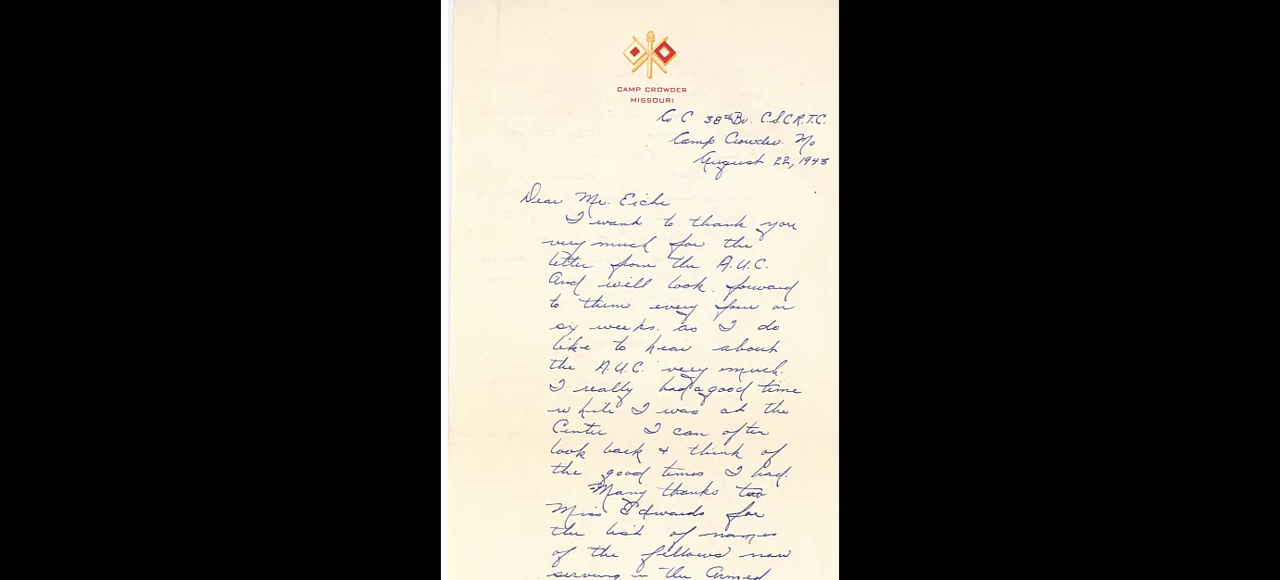 CAMP CROWDER
MISSOURI
Co C 38th Bn. C.S.C.R.T.C.
Camp Crowder. Mo
August 22, 1943
Dear Mr. Eiche
I want to thank you
very much for the
letter from the A.U.C.
And will look forward
to them every four or
six weeks. as I do
like to hear about
the A.U.C. very much.
I really had a good time
while I was at the
Center I can often
look back & think of
the good times I had.
Many thanks too
Miss Edwards for
the list of names
of the fellows now
serving in the Armed